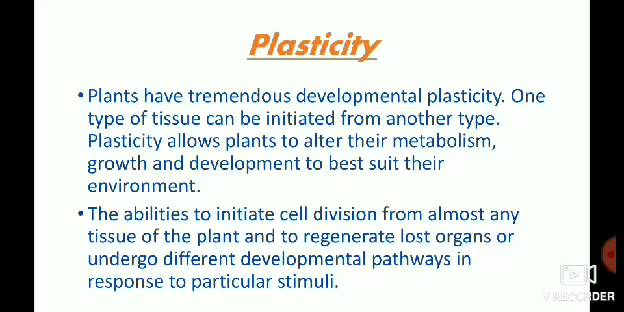 Plasticity
• Plants have tremendous developmental plasticity. One
type of tissue can be initiated from another type.
Plasticity allows plants to alter their metabolism,
growth and development to best suit their
environment.
• The abilities to initiate cell division from almost any
tissue of the plant and to regenerate lost organs or
undergo different developmental pathways in
response to particular stimuli.
V RECORDER